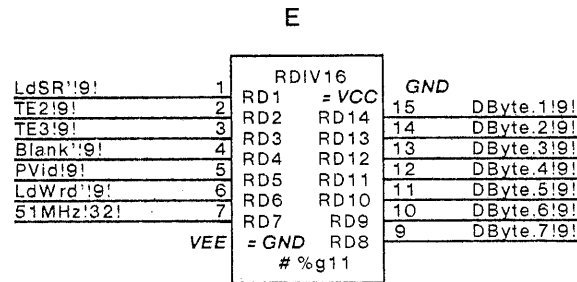 E
RDIV16
GND
LdSR'!9! 1 RD1 = VCC
TE2!9! 2 RD2 RD14 15 DByte.1!9!
TE3!9! 3 RD3 RD13 14 DByte.2!9!
Blank'!9! 4 RD4 RD12 13 DByte.3!9!
PVid!9! 5 RD5 RD11 12 DByte.4!9!
LdWrd'!9! 6 RD6 RD10 11 DByte.5!9!
51MHz!32! 7 RD7 RD9 10 DByte.6!9!
VEE = GND RD8 9 DByte.7!9!
# %g11